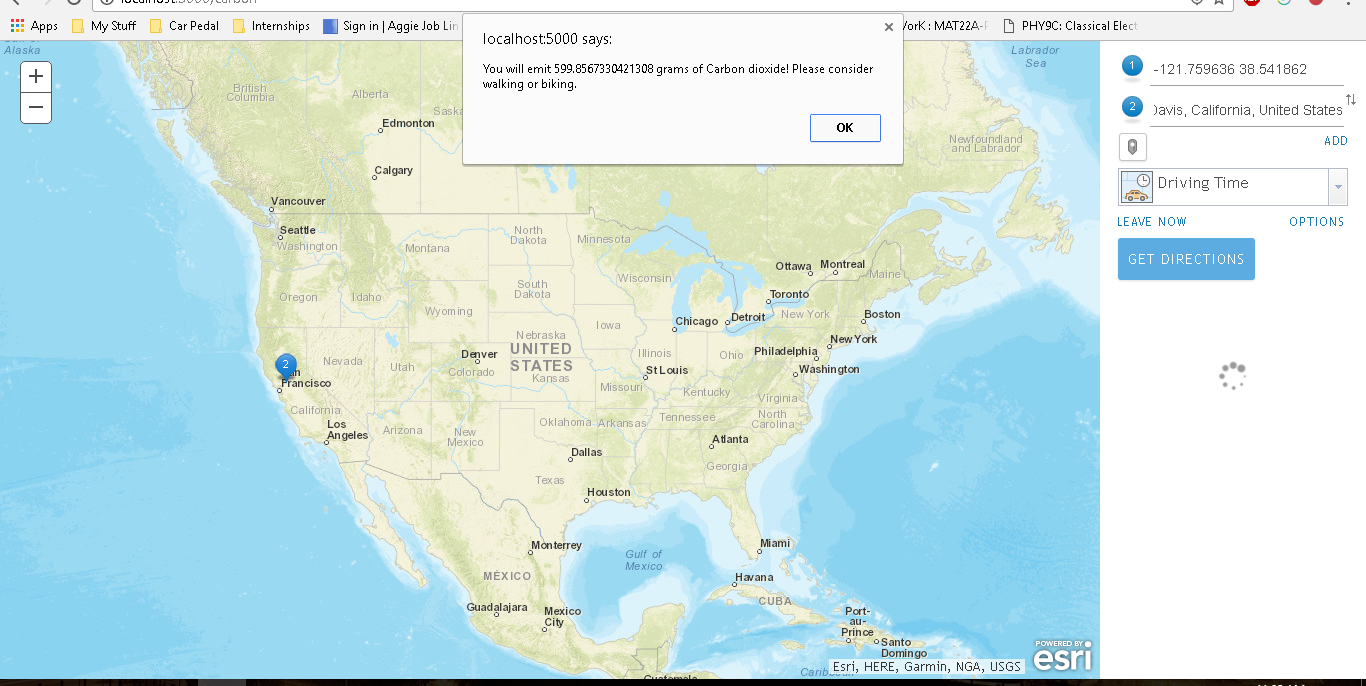 localhost:5000/carbon
Apps My Stuff Car Pedal Internships Sign in | Aggie Job Lin VorK : MAT22A-F PHY9C: Classical Elect
localhost:5000 says:
You will emit 599.8567330421308 grams of Carbon dioxide! Please consider
walking or biking.
OK
+
−
Alaska
British
Columbia
Alberta
Saska
Edmonton
Calgary
Vancouver
Seattle
Washington
Labrador
Sea
Newfoundland
and Labrador
Montana
North
Dakota
Minnesota
Ottawa
Montreal
Maine
Oregon
Idaho
Wyoming
South
Dakota
Wisconsin
Toronto
Iowa
Chicago
Detroit
New York
Boston
Nebraska
UNITED
STATES
Illinois
Ohio
Philadelphia
New York
Washington
Nevada
Utah
Denver
Colorado
Kansas
St Louis
Missouri
Kentucky
Virginia
2
San
Francisco
California
Los
Angeles
Arizona
New
Mexico
Oklahoma
Arkansas
Tennessee
North
Carolina
Atlanta
Georgia
Dallas
Texas
Houston
Monterrey
Gulf of
Mexico
Miami
Havana
CUBA
MÉXICO
Guadalajara
Mexico
City
Port-
au-
Prince
Santo
Domingo
Guatemala
Caribbean
POWERED BY
esri
Esri, HERE, Garmin, NGA, USGS
1 -121.759636 38.541862
2 Davis, California, United States
ADD
Driving Time
LEAVE NOW OPTIONS
GET DIRECTIONS